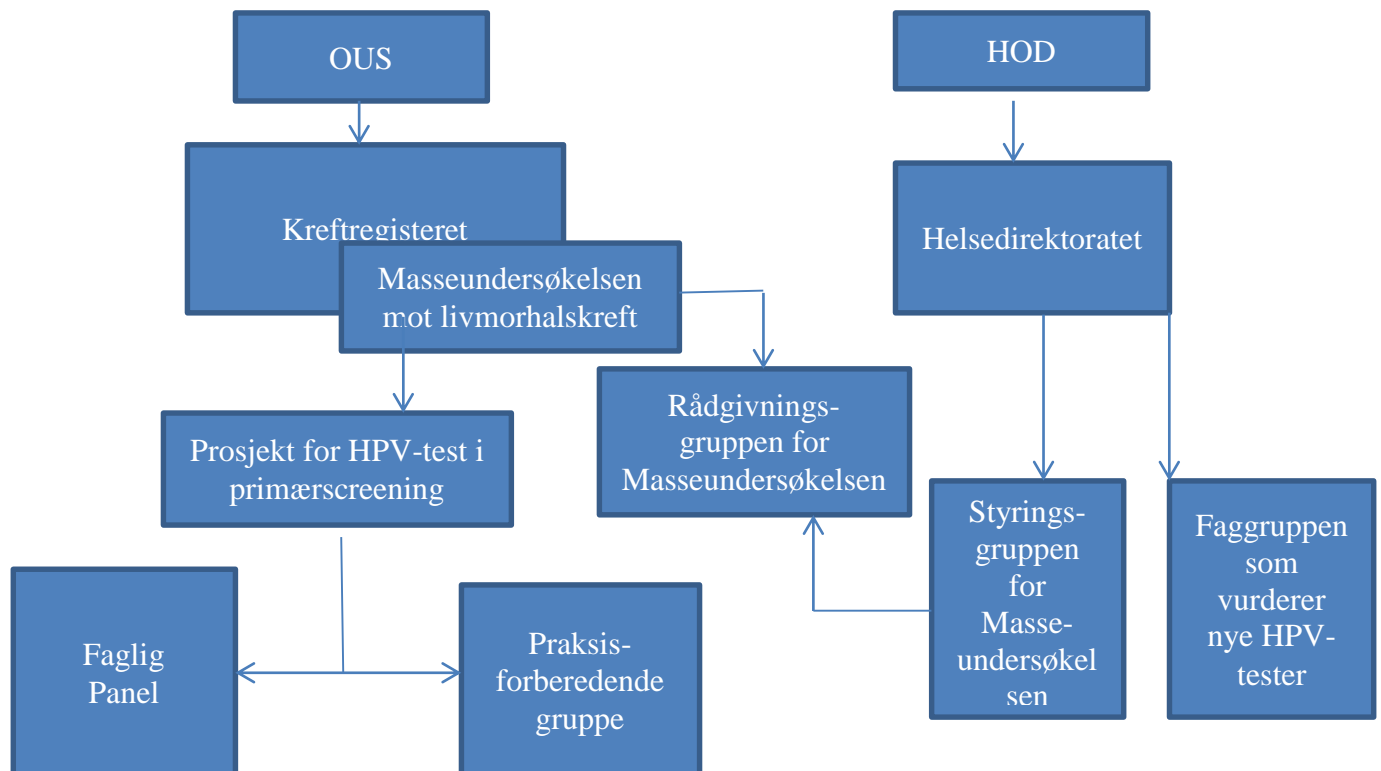 OUS
HOD
Kreftregisteret
Helsedirektoratet
Masseundersøkelsen
mot livmorhalskreft
Rådgivnings-
gruppen for
Masseundersøkelsen
Prosjekt for HPV-test i
primærscreening
Styrings-
gruppen
for
Masse-
undersøkel
sen
Faggruppen
som
vurderer
nye HPV-
tester
Faglig
Panel
Praksis-
forberedende
gruppe